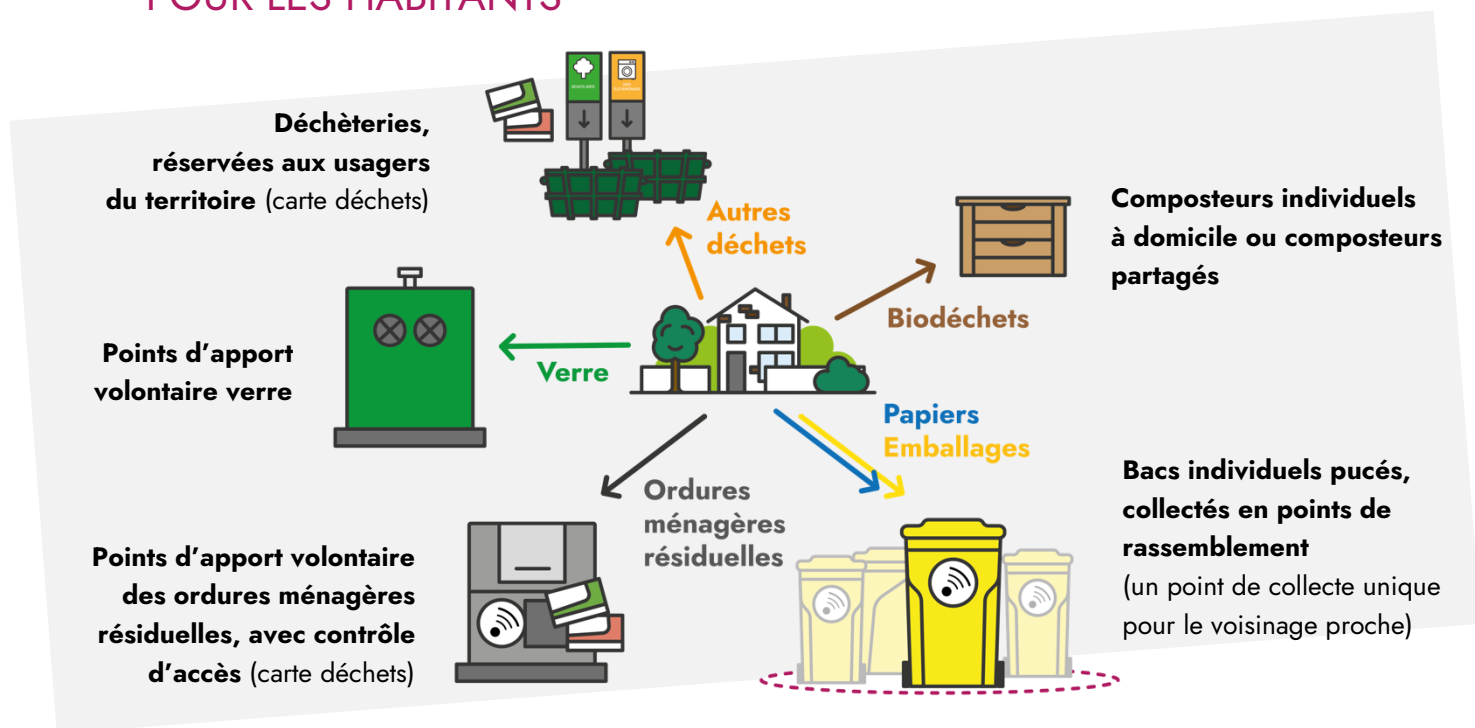 POUR LES HABITANTS
Déchèteries,
réservées aux usagers
du territoire (carte déchets)
Autres
déchets
Composteurs individuels
à domicile ou composteurs
partagés
Biodéchets
Points d’apport
volontaire verre
Verre
Papiers
Emballages
Bacs individuels pucés,
collectés en points de
rassemblement
(un point de collecte unique
pour le voisinage proche)
Ordures
ménagères
résiduelles
Points d’apport volontaire
des ordures ménagères
résiduelles, avec contrôle
d’accès (carte déchets)